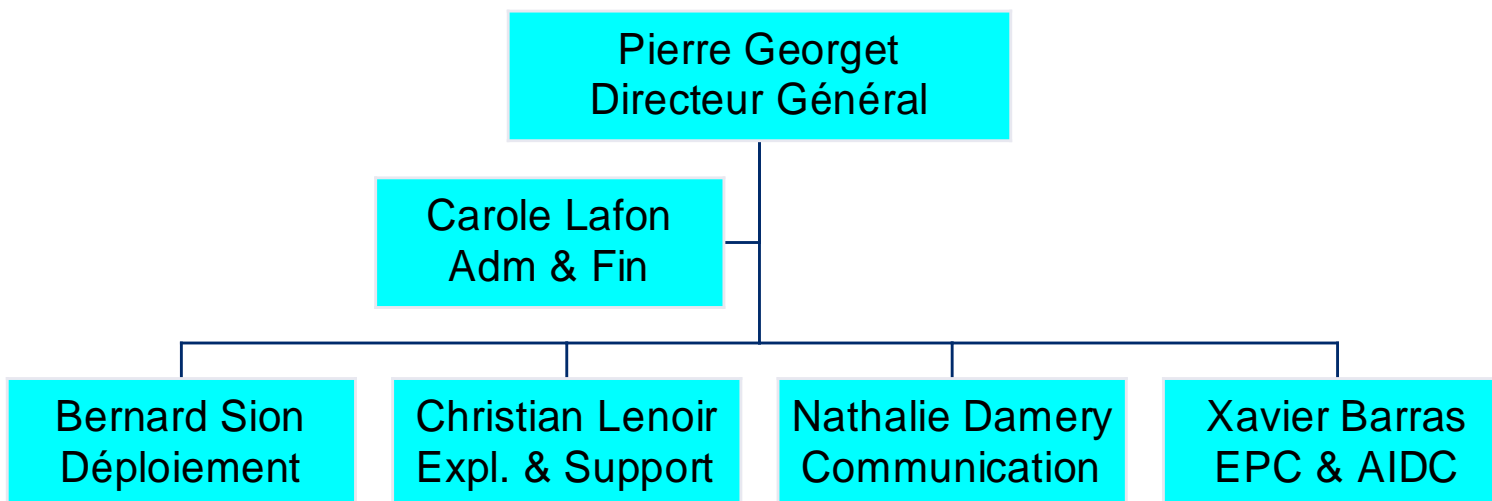 Pierre Georget
Directeur Général
Carole Lafon
Adm & Fin
Bernard Sion
Déploiement
Christian Lenoir
Expl. & Support
Nathalie Damery
Communication
Xavier Barras
EPC & AIDC